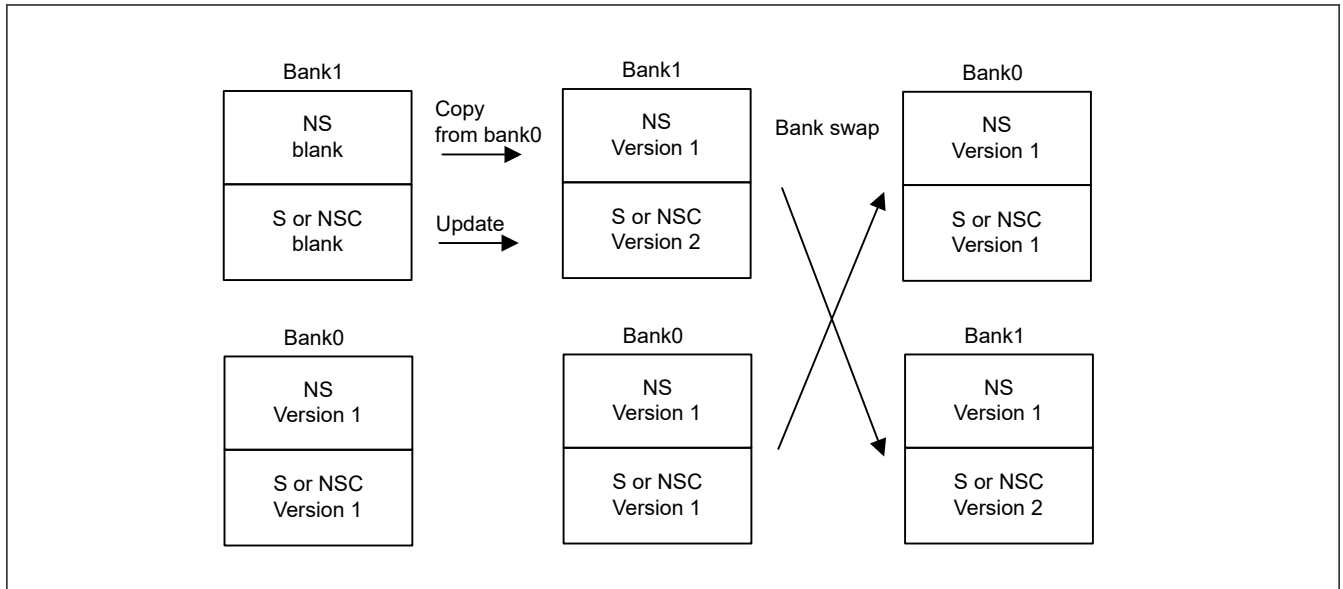 Bank1
NS
blank
S or NSC
blank
Copy
from bank0
Update
Bank1
NS
Version 1
S or NSC
Version 2
Bank swap
Bank0
NS
Version 1
S or NSC
Version 1
Bank0
NS
Version 1
S or NSC
Version 1
Bank0
NS
Version 1
S or NSC
Version 1
Bank1
NS
Version 1
S or NSC
Version 2